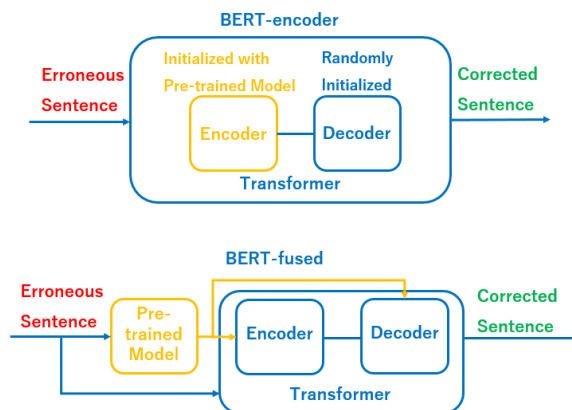 BERT-encoder
Erroneous
Sentence
Initialized with
Pre-trained Model
Randomly
Initialized
Corrected
Sentence
Encoder
Decoder
Transformer
BERT-fused
Erroneous
Sentence
Pre-
trained
Model
Encoder
Decoder
Transformer
Corrected
Sentence